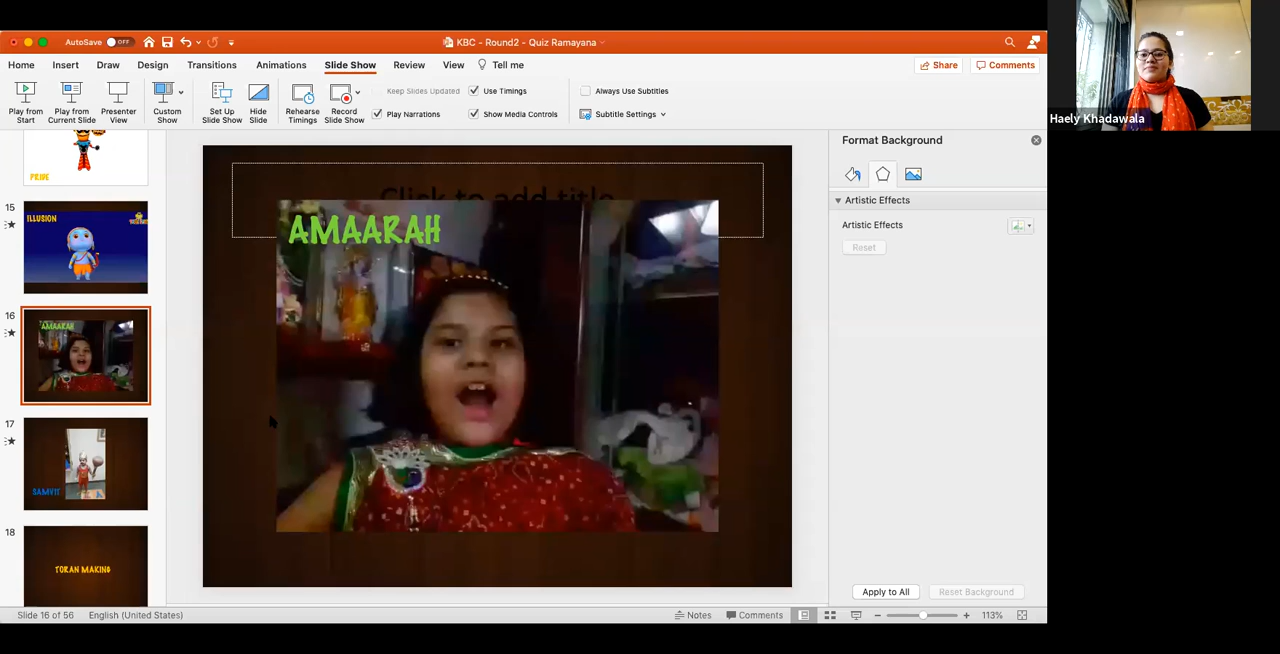 AutoSave OFF
KBC - Round2 - Quiz Ramayana
Home Insert Draw Design Transitions Animations Slide Show Review View Tell me
Share Comments
Play from Start
Play from Current Slide
Presenter View
Custom Show
Set Up Slide Show
Hide Slide
Rehearse Timings
Record Slide Show
Keep Slides Updated
Play Narrations
Use Timings
Show Media Controls
Always Use Subtitles
Subtitle Settings
Haely Khadawala
PRIDE
15
ILLUSION
16
AMAARAH
17
SAMVIT
18
TORAN MAKING
Click to add title
AMAARAH
Format Background
Artistic Effects
Artistic Effects
Reset
Apply to All
Reset Background
Slide 16 of 56 English (United States)
Notes Comments 113%